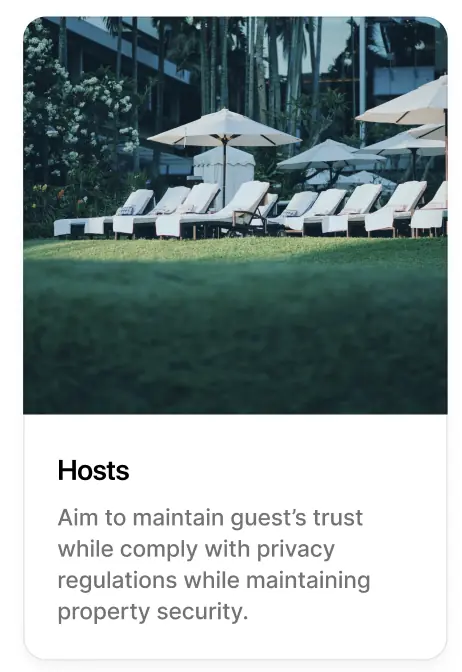 Hosts
Aim to maintain guest’s trust
while comply with privacy
regulations while maintaining
property security.